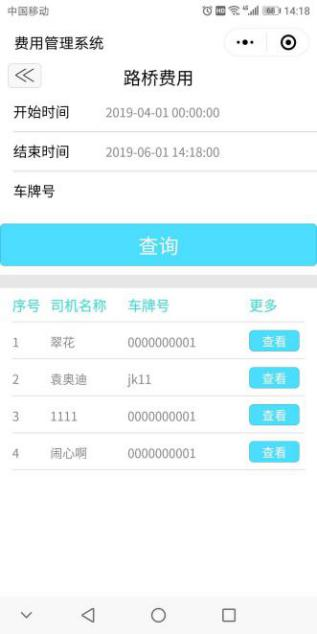 中国移动 HD 4G 68 14:18
费用管理系统
路桥费用
开始时间 2019-04-01 00:00:00
结束时间 2019-06-01 14:18:00
车牌号
查询
序号 司机名称 车牌号 更多
1 翠花 0000000001 查看
2 袁奥迪 jk11 查看
3 1111 0000000001 查看
4 闹心啊 0000000001 查看